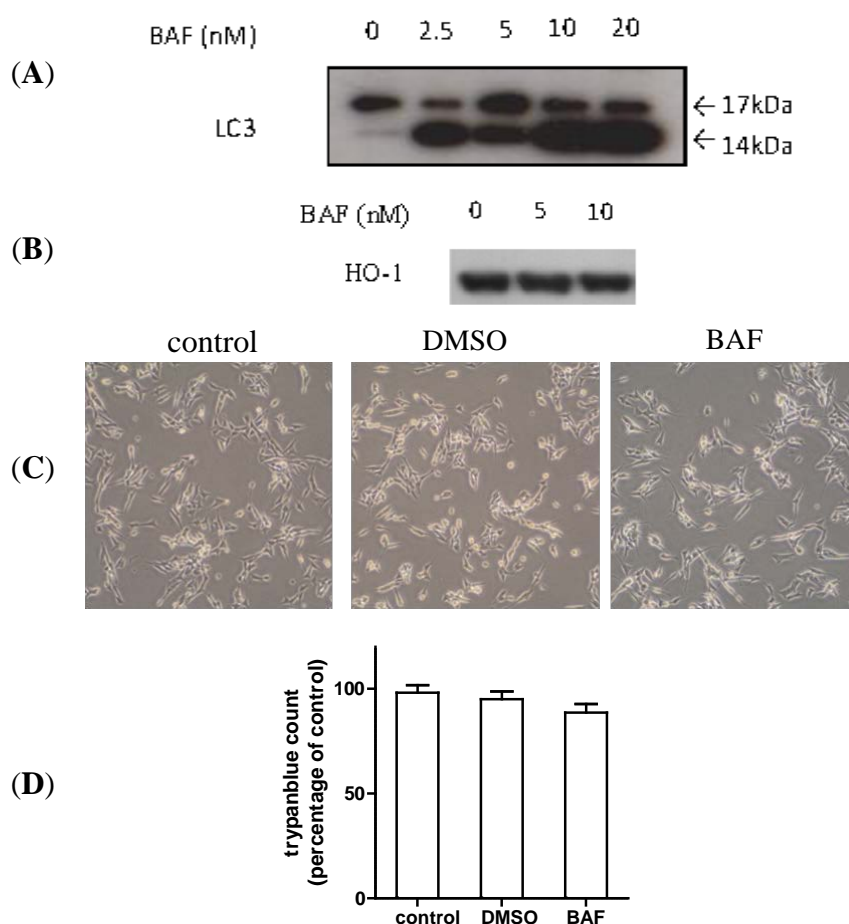 (A)
BAF (nM) 0 2.5 5 10 20
LC3
←17kDa
←14kDa
(B)
BAF (nM) 0 5 10
HO-1
control DMSO BAF
(C)
(D)
trypanblue count
(percentage of control)
100
50
0
control DMSO BAF